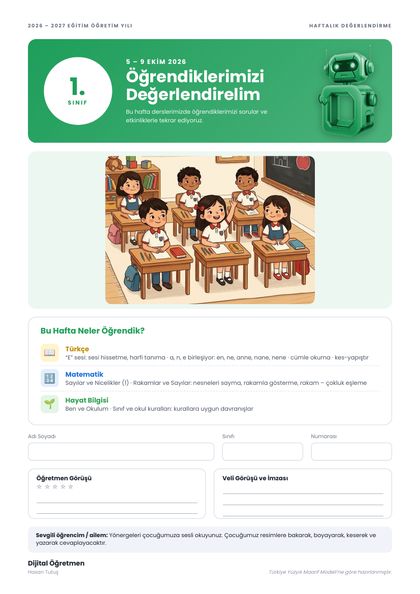 2026 – 2027 EĞİTİM ÖĞRETİM YILI
HAFTALIK DEĞERLENDİRME
1.
SINIF
5 – 9 EKİM 2026
Öğrendiklerimizi
Değerlendirelim
Bu hafta derslerimizde öğrendiklerimizi sorular ve
etkinliklerle tekrar ediyoruz.
Bu Hafta Neler Öğrendik?
Türkçe
"E" sesi: sesi hissetme, harfi tanıma · a, n, e birleşiyor: en, ne, anne, nane, nene · cümle okuma · kes-yapıştır
Matematik
Sayılar ve Nicelikler (1) · Rakamlar ve Sayılar: nesneleri sayma, rakamla gösterme, rakam – çokluk eşleme
Hayat Bilgisi
Ben ve Okulum · Sınıf ve okul kuralları: kurallara uygun davranışlar
Adı Soyadı
Sınıfı
Numarası
Öğretmen Görüşü
☆ ☆ ☆ ☆ ☆
Veli Görüşü ve İmzası
Sevgili öğrencim / ailem: Yönergeleri çocuğumuza sesli okuyunuz. Çocuğumuz resimlere bakarak, boyayarak, keserek ve
yazarak cevaplayacaktır.
Dijital Öğretmen
Hasan Tutuş
Türkiye Yüzyılı Maarif Modeli'ne göre hazırlanmıştır.